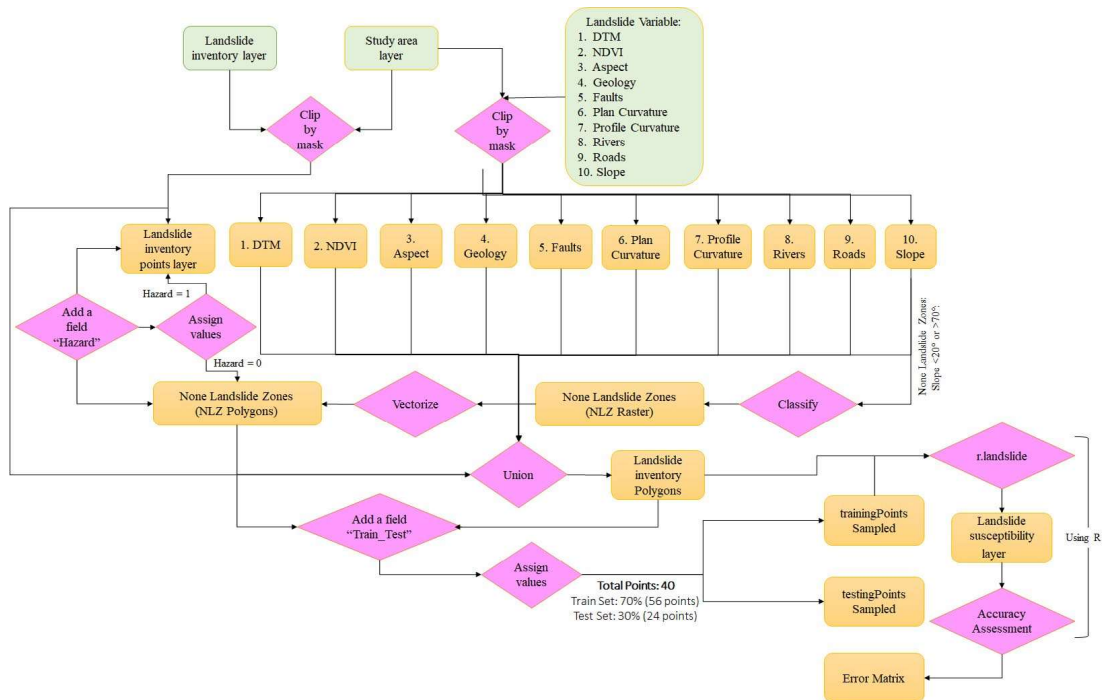 Landslide
inventory layer
Study area
layer
Landslide Variable:
1. DTM
2. NDVI
3. Aspect
4. Geology
5. Faults
6. Plan Curvature
7. Profile Curvature
8. Rivers
9. Roads
10. Slope
Clip
by
mask
Clip
by
mask
Landslide
inventory
points layer
1. DTM
2. NDVI
3.
Aspect
4.
Geology
5. Faults
6. Plan
Curvature
7. Profile
Curvature
8.
Rivers
9.
Roads
10.
Slope
Hazard = 1
Add a
field
“Hazard”
Assign
values
Hazard = 0
None Landslide Zones:
Slope <20° or >70°.
None Landslide Zones
(NLZ Polygons)
Vectorize
None Landslide Zones
(NLZ Raster)
Classify
Union
Landslide
inventory
Polygons
r.landslide
Add a field
“Train_Test”
trainingPoints
Sampled
Landslide
susceptibility
layer
Using R
Assign
values
Total Points: 40
Train Set: 70% (56 points)
Test Set: 30% (24 points)
testingPoints
Sampled
Accuracy
Assessment
Error Matrix